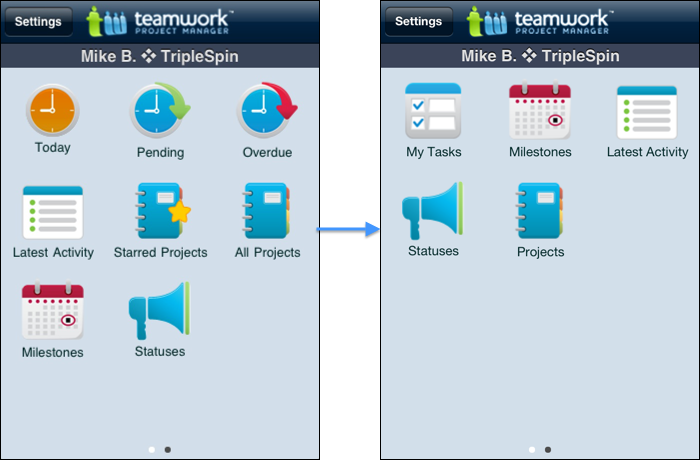 Settings
teamwork™
PROJECT MANAGER
Mike B. ❖ TripleSpin
Today
Pending
Overdue
Latest Activity
Starred Projects
All Projects
Milestones
Statuses
Settings
teamwork™
PROJECT MANAGER
Mike B. ❖ TripleSpin
My Tasks
Milestones
Latest Activity
Statuses
Projects